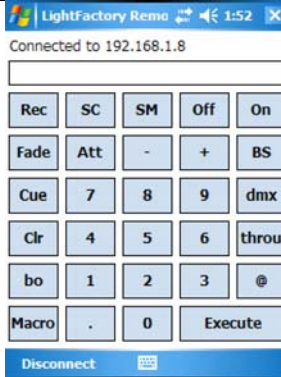 LightFactory Remo 1:52
Connected to 192.168.1.8
Rec SC SM Off On
Fade Att - + BS
Cue 7 8 9 dmx
Clr 4 5 6 throu
bo 1 2 3 @
Macro . 0 Execute
Disconnect